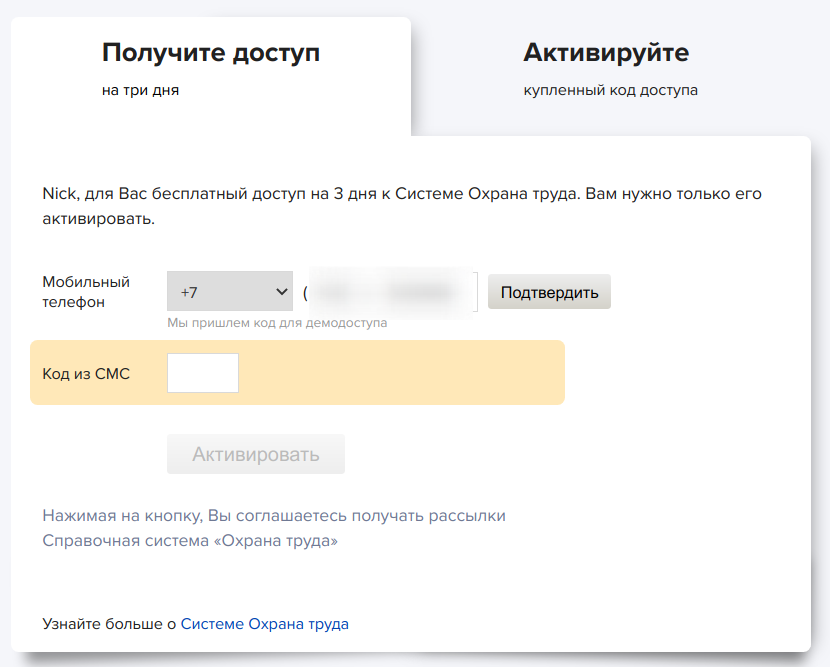 Получите доступ
на три дня
Активируйте
купленный код доступа
Nick, для Вас бесплатный доступ на 3 дня к Системе Охрана труда. Вам нужно только его
активировать.
Мобильный
телефон
+7
(
Подтвердить
Мы пришлем код для демодоступа
Код из СМС
Активировать
Нажимая на кнопку, Вы соглашаетесь получать рассылки
Справочная система «Охрана труда»
Узнайте больше о Системе Охрана труда